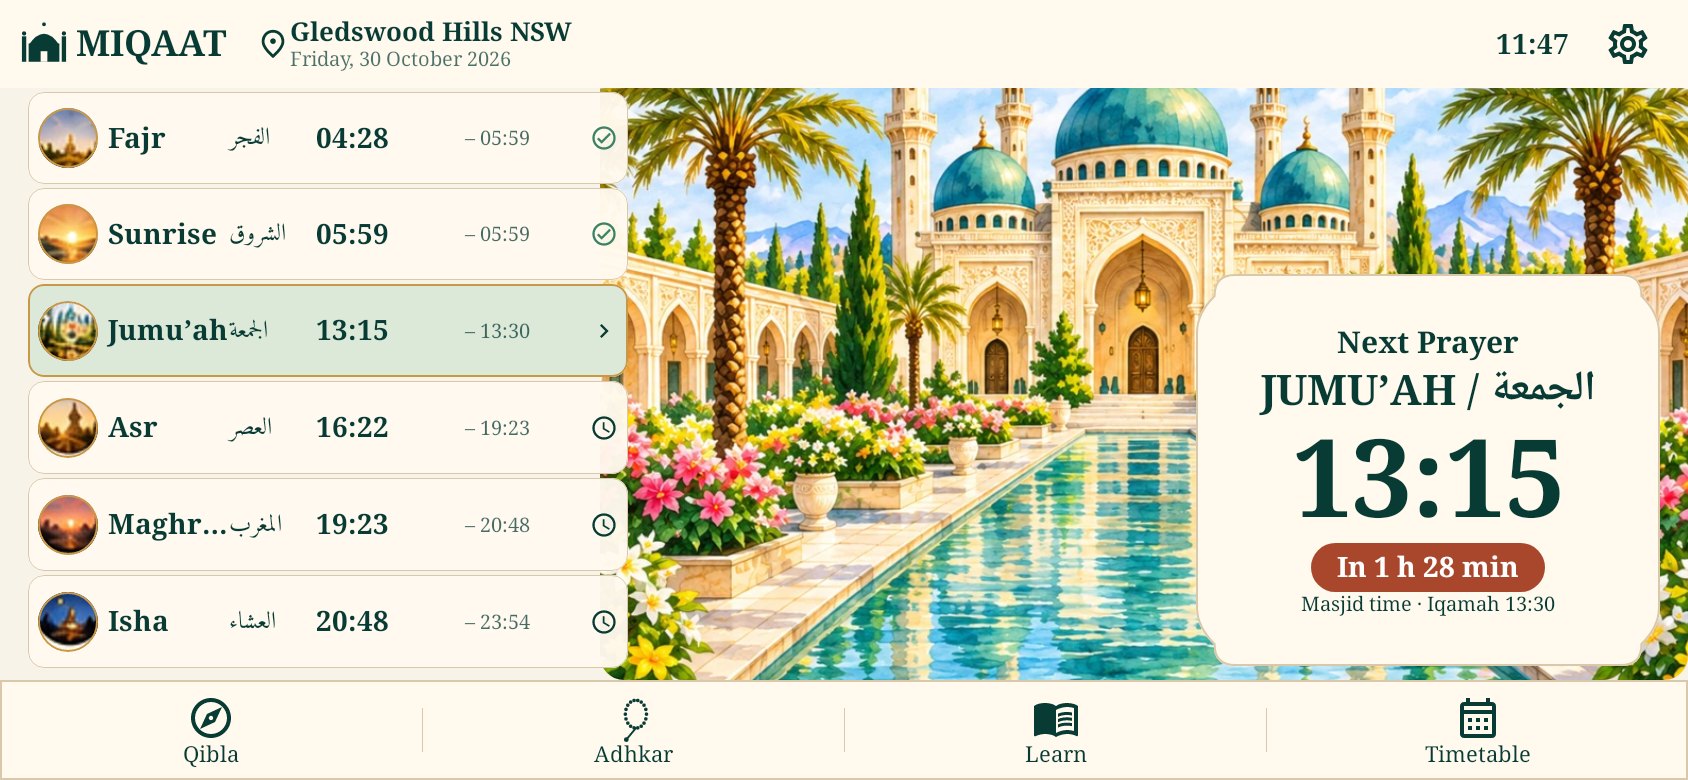 MIQAAT
Gledswood Hills NSW
Friday, 30 October 2026
11:47
Fajr الفجر 04:28 – 05:59
Sunrise الشروق 05:59 – 05:59
Jumu’ah الجمعة 13:15 – 13:30
Asr العصر 16:22 – 19:23
Maghr... المغرب 19:23 – 20:48
Isha العشاء 20:48 – 23:54
Next Prayer
JUMU’AH / الجمعة
13:15
In 1 h 28 min
Masjid time · Iqamah 13:30
Qibla
Adhkar
Learn
Timetable